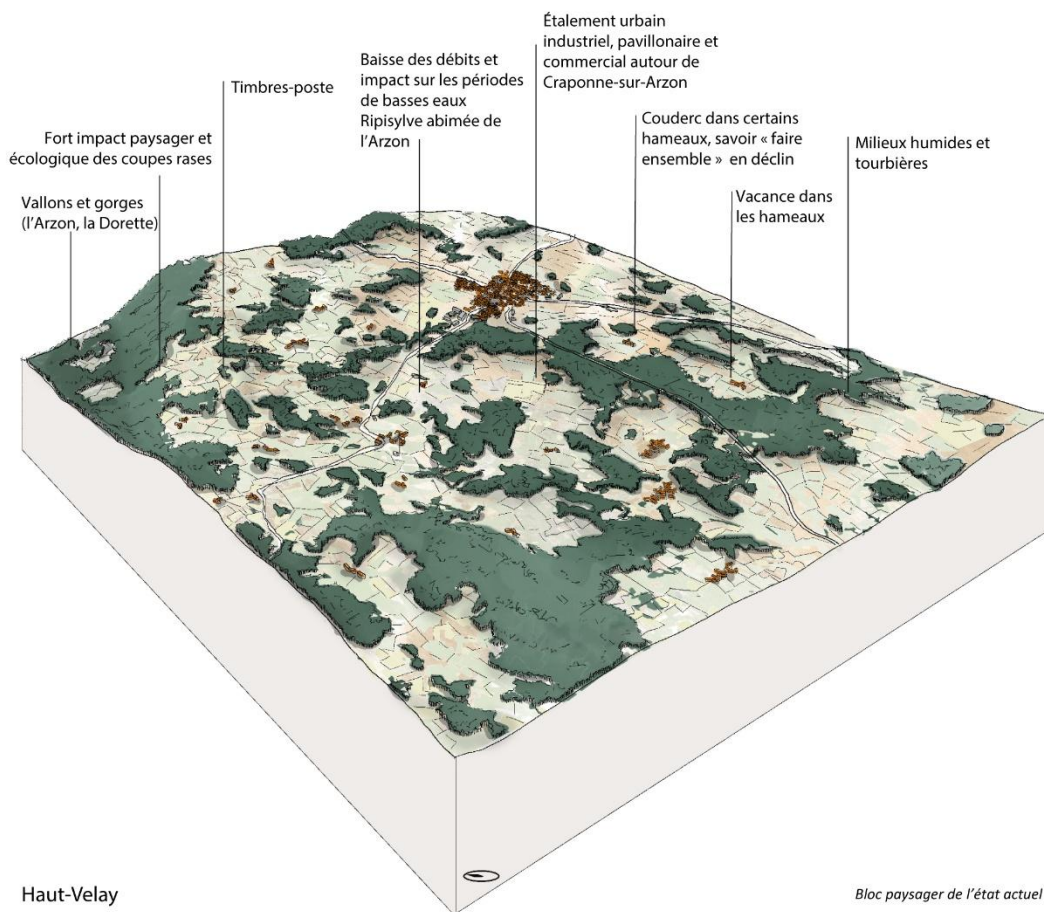 Étalement urbain
industriel, pavillonaire et
commercial autour de
Craponne-sur-Arzon
Baisse des débits et
impact sur les périodes
de basses eaux
Ripisylve abimée de
l’Arzon
Timbres-poste
Couderc dans certains
hameaux, savoir « faire
ensemble » en déclin
Fort impact paysager et
écologique des coupes rases
Milieux humides et
tourbières
Vallons et gorges
(l’Arzon, la Dorette)
Vacance dans
les hameaux
Haut-Velay
Bloc paysager de l’état actuel